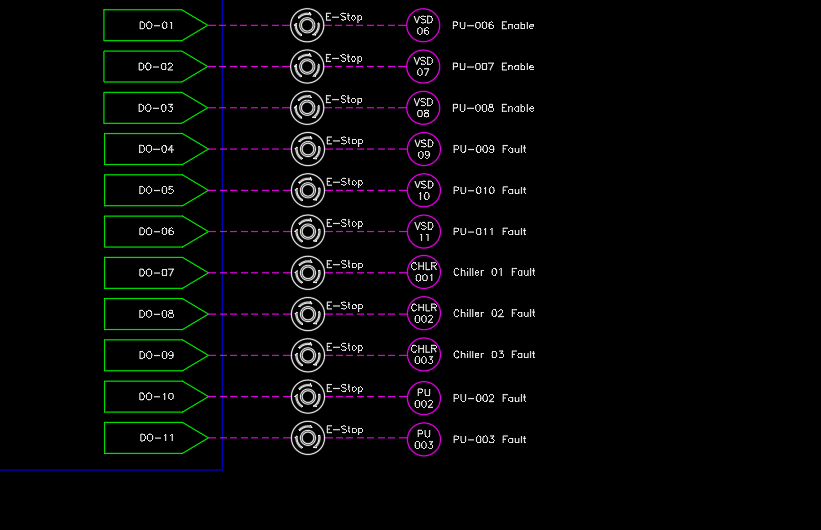 DO-01 E-Stop VSD 06 PU-006 Enable
DO-02 E-Stop VSD 07 PU-007 Enable
DO-03 E-Stop VSD 08 PU-008 Enable
DO-04 E-Stop VSD 09 PU-009 Fault
DO-05 E-Stop VSD 10 PU-010 Fault
DO-06 E-Stop VSD 11 PU-011 Fault
DO-07 E-Stop CHLR 001 Chiller 01 Fault
DO-08 E-Stop CHLR 002 Chiller 02 Fault
DO-09 E-Stop CHLR 003 Chiller 03 Fault
DO-10 E-Stop PU 002 PU-002 Fault
DO-11 E-Stop PU 003 PU-003 Fault